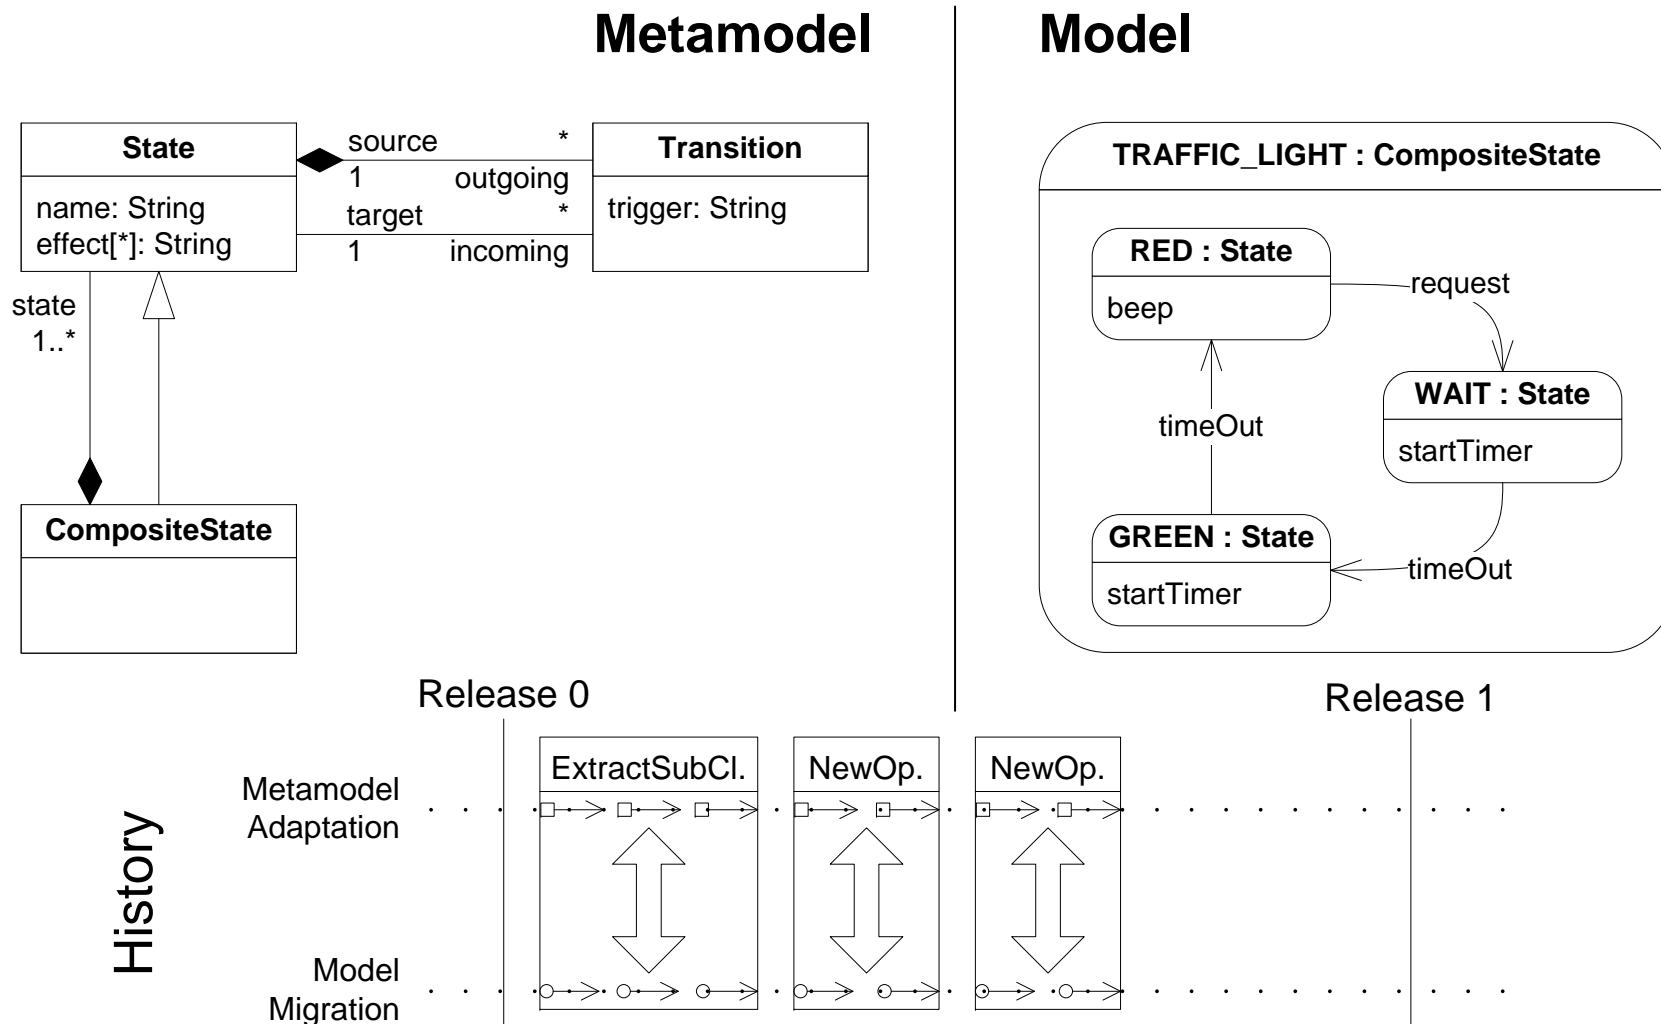 Metamodel
Model
State
name: String
effect[*]: String
source
*
1
outgoing
target
*
1
incoming
Transition
trigger: String
state
1..*
CompositeState
TRAFFIC_LIGHT : CompositeState
RED : State
beep
request
WAIT : State
startTimer
timeOut
GREEN : State
startTimer
timeOut
Release 0
Release 1
History
Metamodel
Adaptation
ExtractSubCl.
NewOp.
NewOp.
Model
Migration